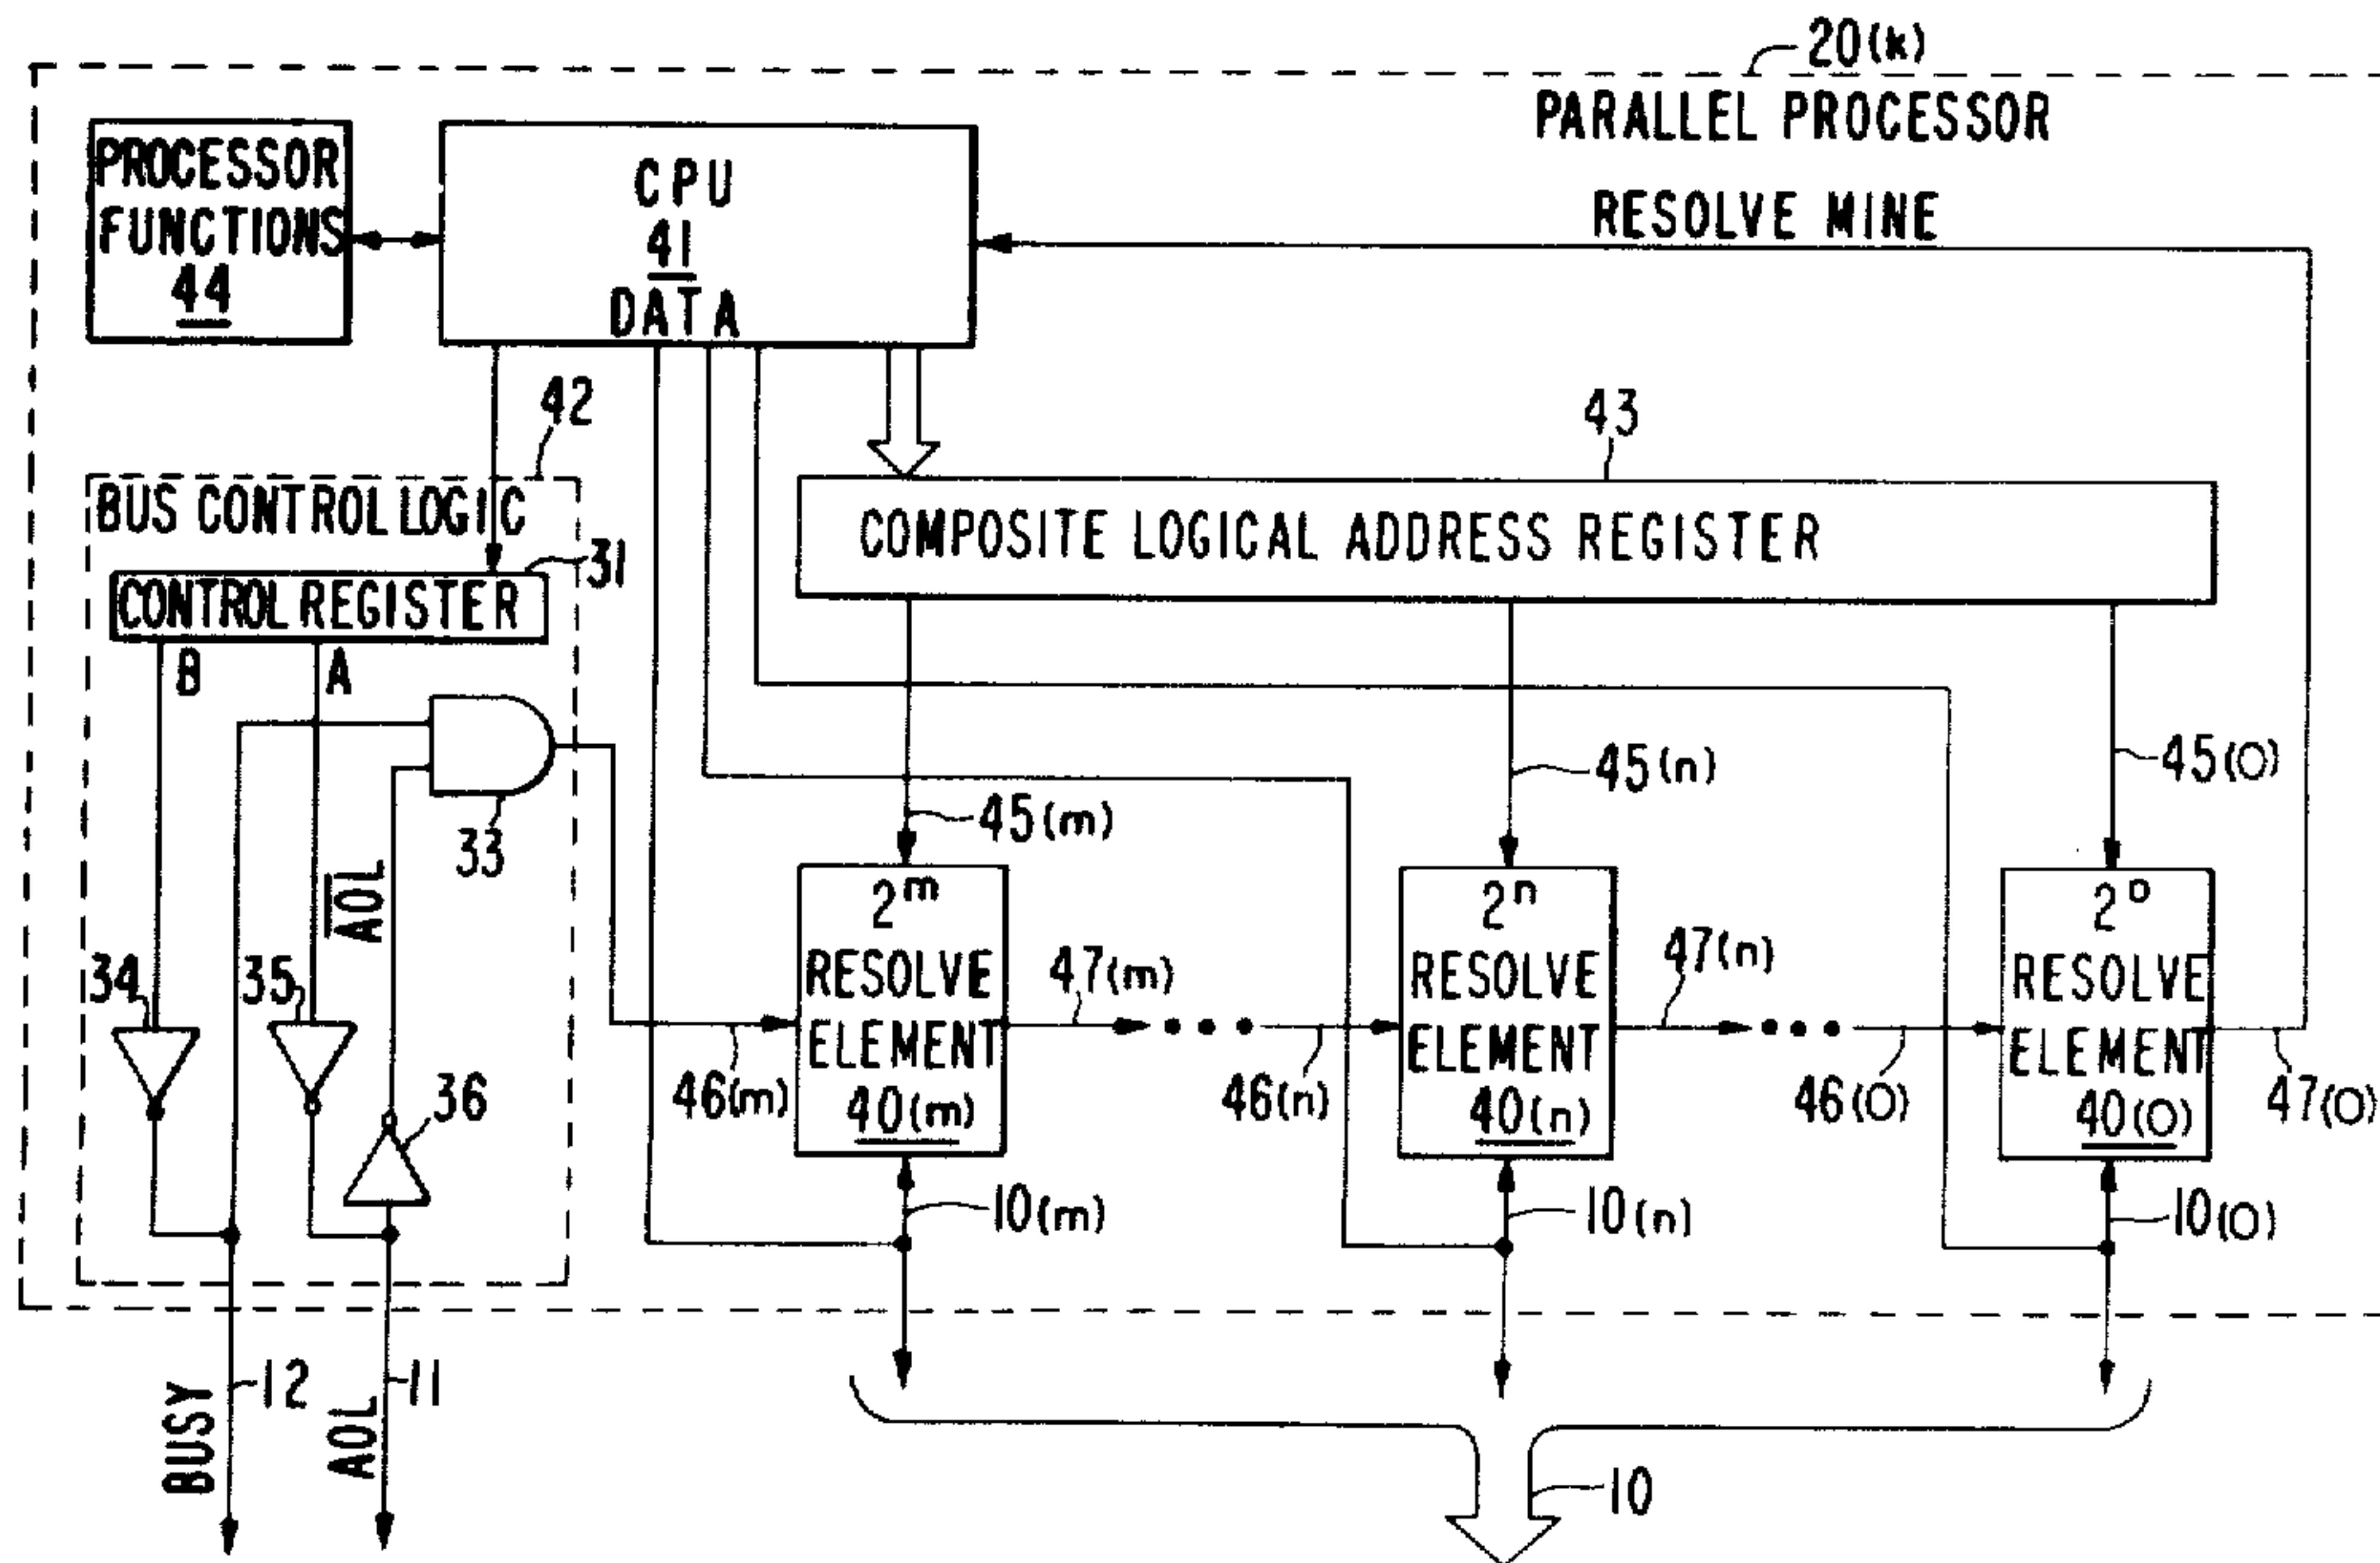 20(k)
PARALLEL PROCESSOR
PROCESSOR
FUNCTIONS
44
CPU
41
DATA
RESOLVE MINE
42
43
BUS CONTROL LOGIC
COMPOSITE LOGICAL ADDRESS REGISTER
31
CONTROL REGISTER
B
A
33
45(m)
45(n)
45(0)
AOL
34
35
36
2^m
RESOLVE
ELEMENT
40(m)
2^n
RESOLVE
ELEMENT
40(n)
2^0
RESOLVE
ELEMENT
40(0)
47(m)
47(n)
47(0)
46(m)
46(n)
46(0)
10(m)
10(n)
10(0)
BUSY
12
AOL
11
10